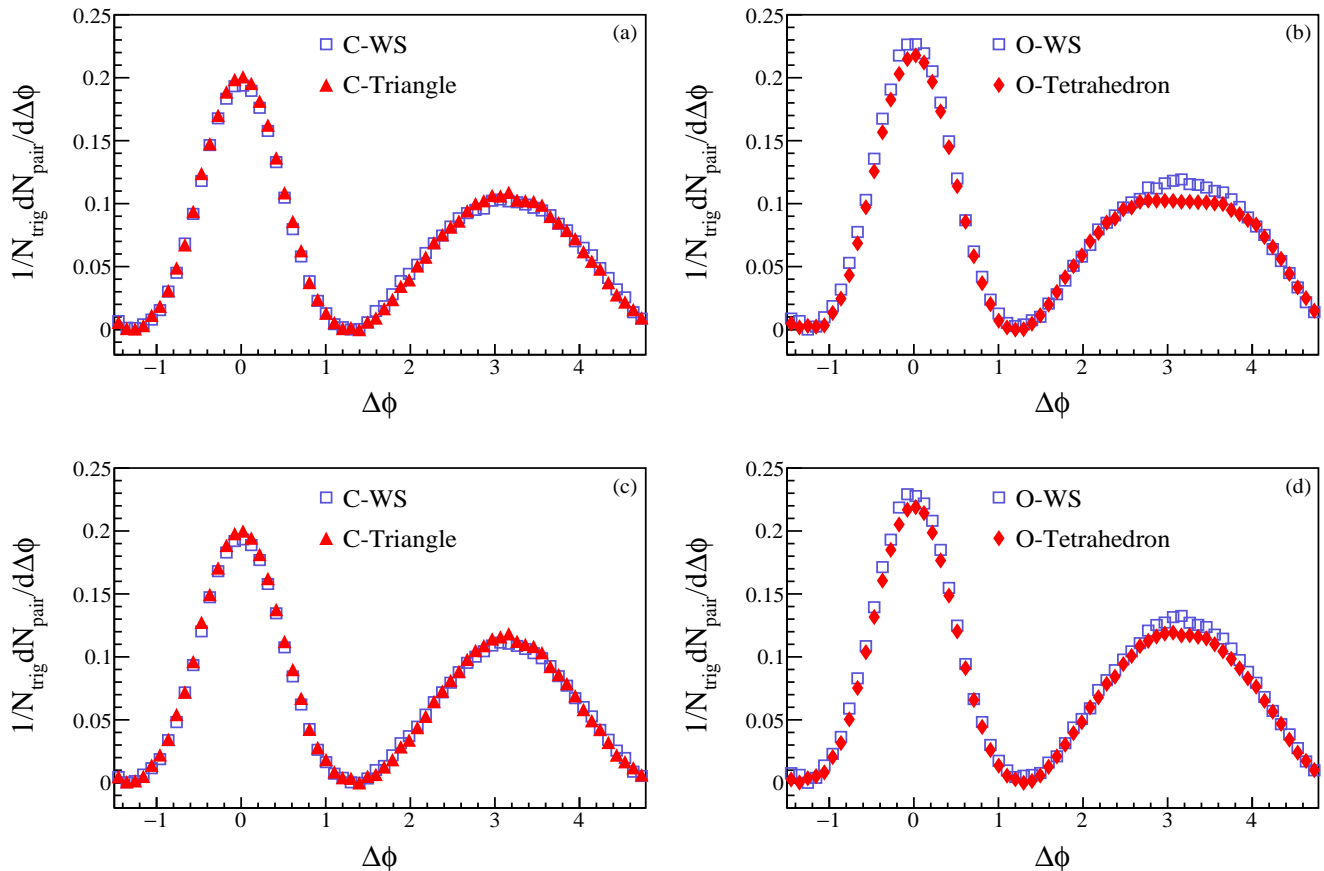 0.25
(a)
C-WS
0.2
C-Triangle
0.15
0.1
0.05
0
−1 0 1 2 3 4
Δϕ
1/N_trig dN_pair/dΔϕ
0.25
(b)
O-WS
0.2
O-Tetrahedron
0.15
0.1
0.05
0
−1 0 1 2 3 4
Δϕ
1/N_trig dN_pair/dΔϕ
0.25
(c)
C-WS
0.2
C-Triangle
0.15
0.1
0.05
0
−1 0 1 2 3 4
Δϕ
1/N_trig dN_pair/dΔϕ
0.25
(d)
O-WS
0.2
O-Tetrahedron
0.15
0.1
0.05
0
−1 0 1 2 3 4
Δϕ
1/N_trig dN_pair/dΔϕ